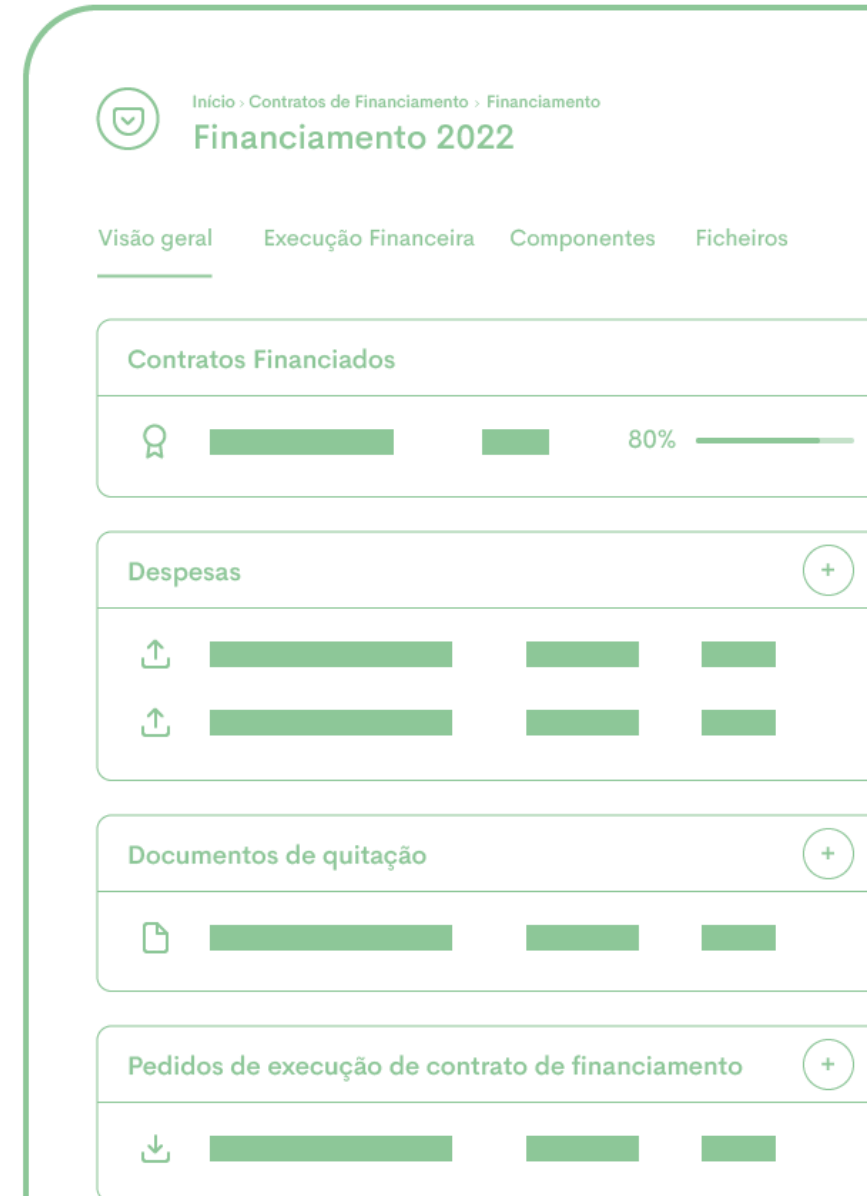 Início › Contratos de Financiamento › Financiamento
Financiamento 2022
Visão geral Execução Financeira Componentes Ficheiros
Contratos Financiados
80%
Despesas
+
Documentos de quitação
+
Pedidos de execução de contrato de financiamento
+